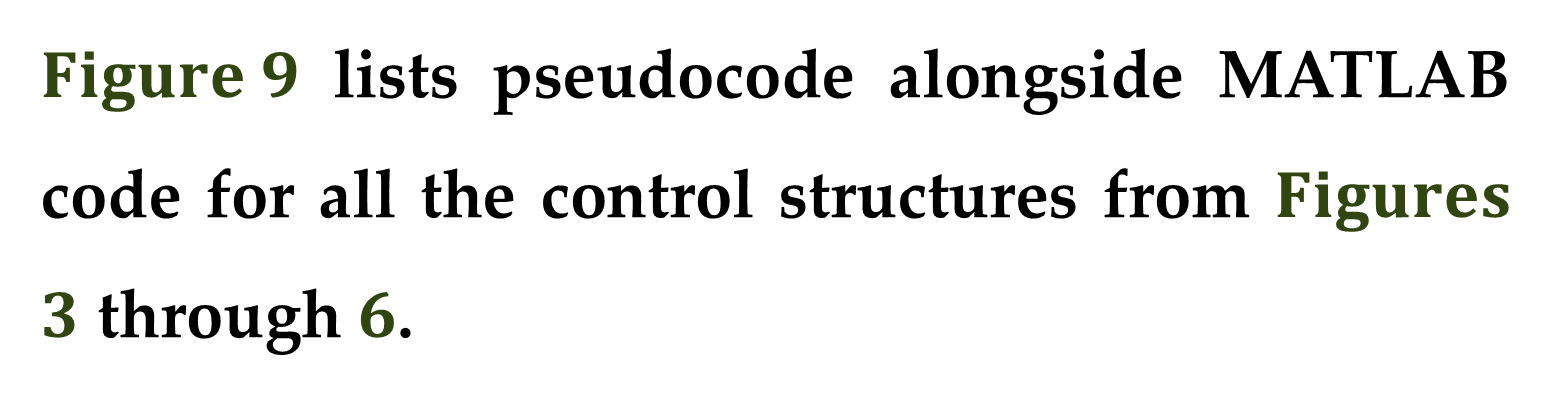 Figure 9 lists pseudocode alongside MATLAB
code for all the control structures from Figures
3 through 6.